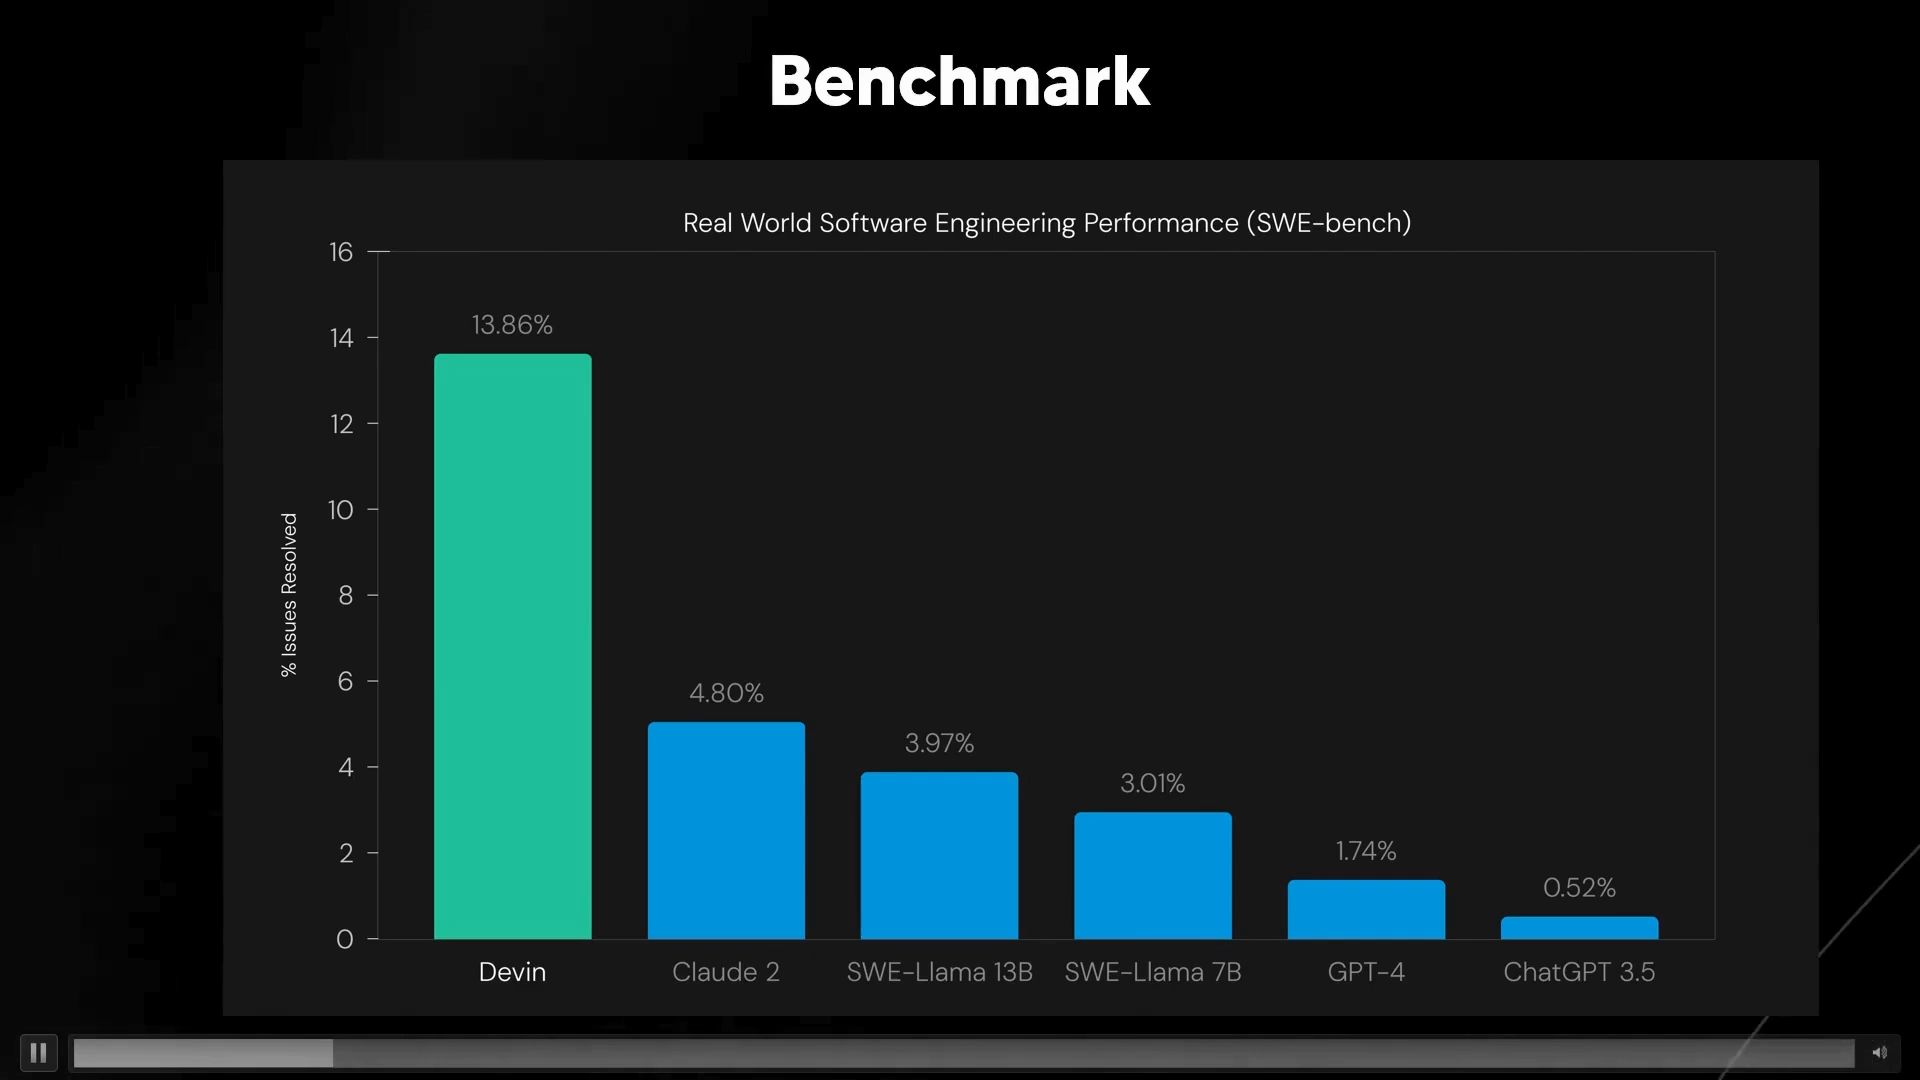 Benchmark
Real World Software Engineering Performance (SWE-bench)
% Issues Resolved
16
14
12
10
8
6
4
2
0
13.86%
4.80%
3.97%
3.01%
1.74%
0.52%
Devin
Claude 2
SWE-Llama 13B
SWE-Llama 7B
GPT-4
ChatGPT 3.5